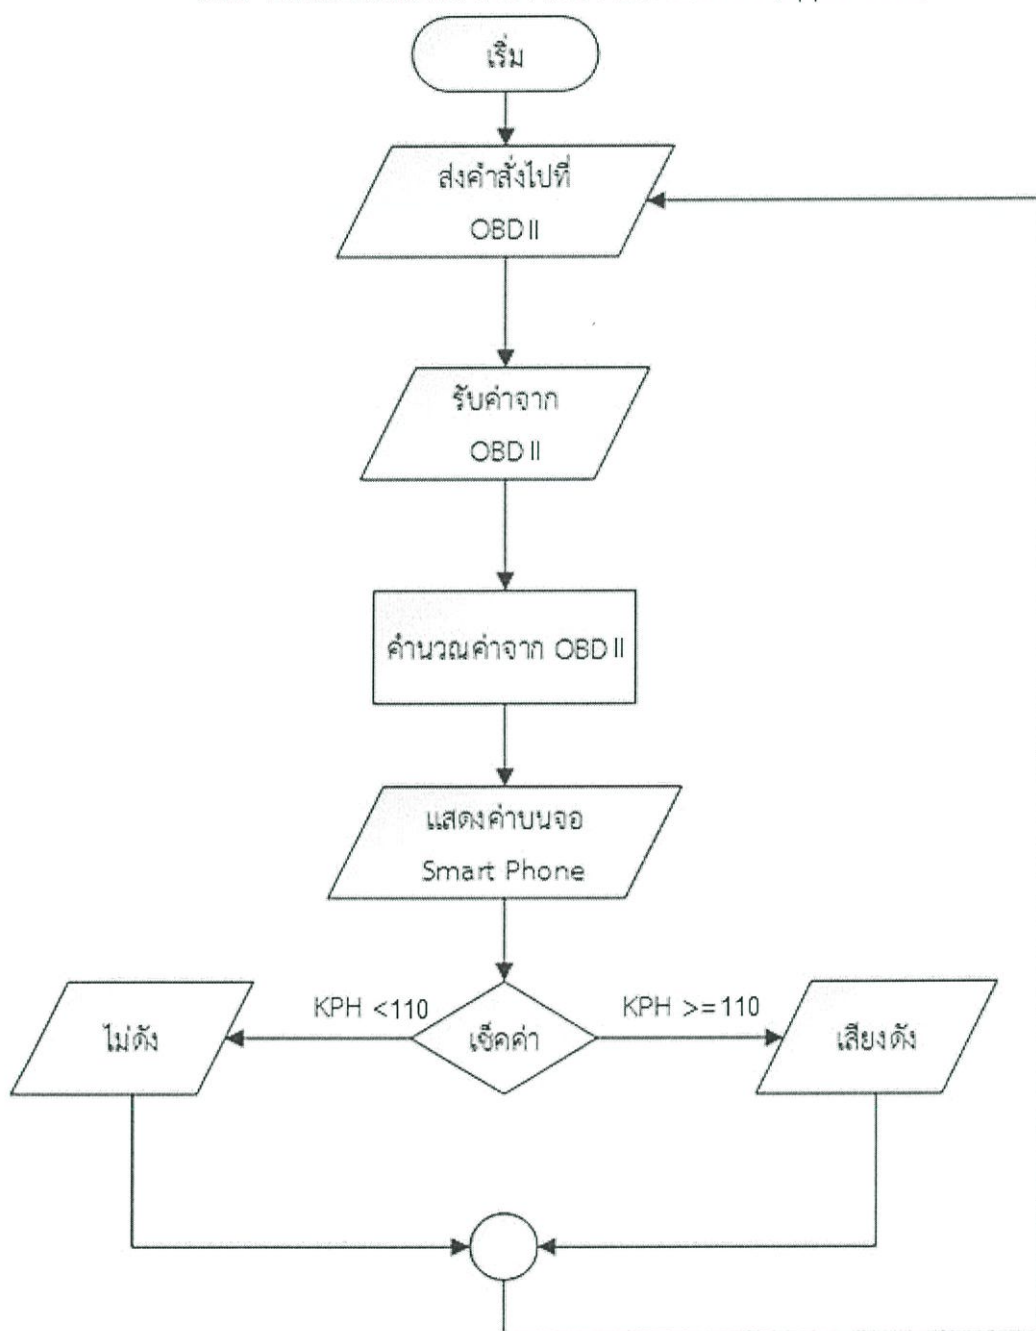 เริ่ม
ส่งคำสั่งไปที่
OBD II
รับค่าจาก
OBD II
คำนวณค่าจาก OBD II
แสดงค่าบนจอ
Smart Phone
KPH <110
KPH >=110
ไม่ดัง
เช็คค่า
เสียงดัง